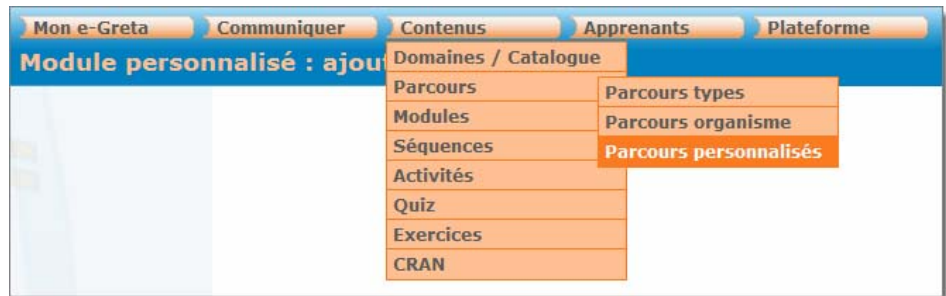 Mon e-Greta Communiquer Contenus Apprenants Plateforme
Module personnalisé : ajout
Domaines / Catalogue
Parcours
Modules
Séquences
Activités
Quiz
Exercices
CRAN
Parcours types
Parcours organisme
Parcours personnalisés